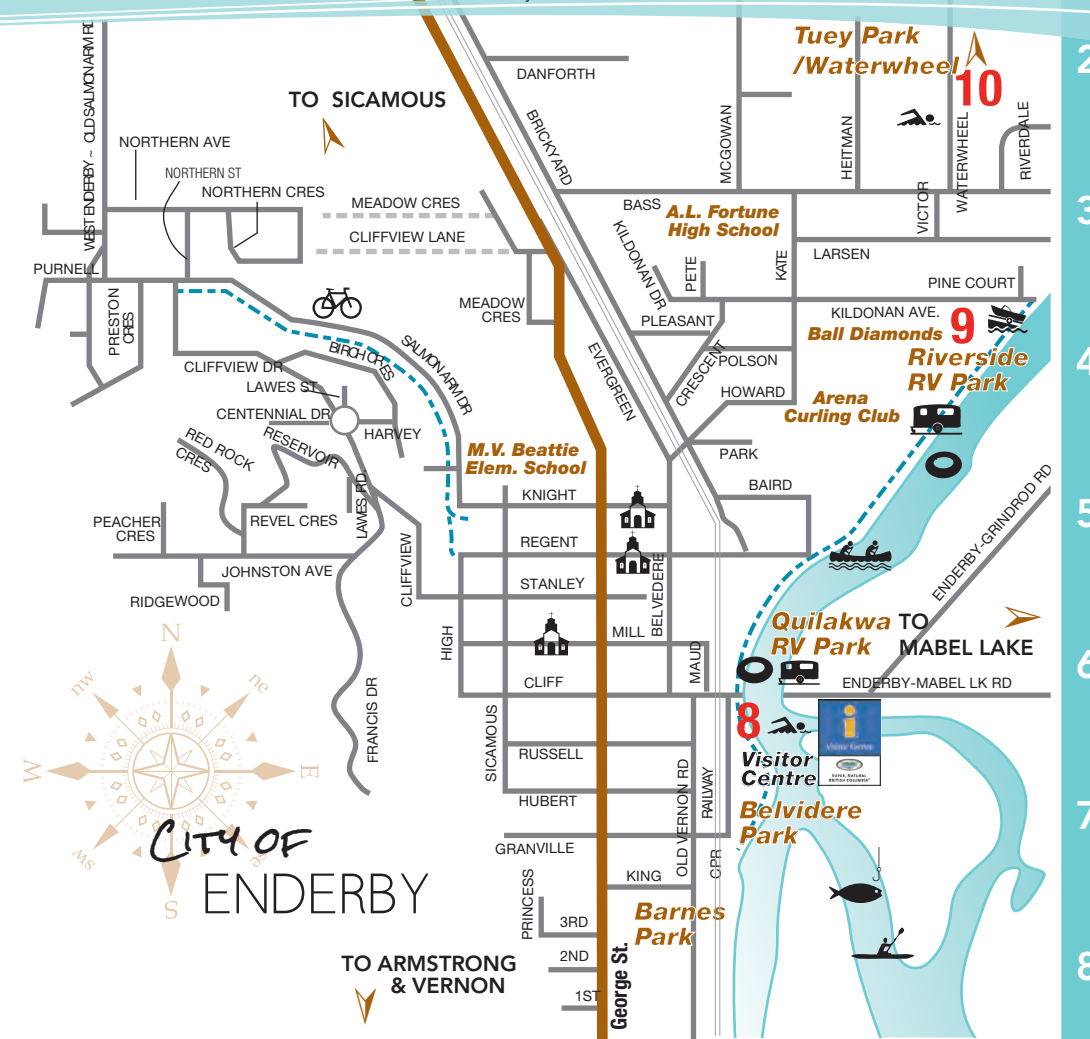 2
Tuey Park
/Waterwheel
10
DANFORTH
TO SICAMOUS
BRICKYARD
MCGOWAN
HEITMAN
WATERWHEEL
RIVERDALE
WEST ENDERBY ~ OLD SALMON ARM RD
NORTHERN AVE
NORTHERN ST
NORTHERN CRES
MEADOW CRES
CLIFFVIEW LANE
BASS
A.L. Fortune
High School
VICTOR
3
KILDONAN DR
PETE
KATE
LARSEN
PURNELL
PRESTON
CRES
MEADOW
CRES
PINE COURT
KILDONAN AVE.
PLEASANT
Ball Diamonds
9
Riverside
RV Park
4
BIRCH CRES
SALMON ARM DR
EVERGREEN
CRESCENT
POLSON
CLIFFVIEW DR
LAWES ST
HOWARD
Arena
Curling Club
CENTENNIAL DR
HARVEY
RED ROCK
CRES
RESERVOIR
M.V. Beattie
Elem. School
PARK
KNIGHT
BAIRD
LAWES RD.
5
PEACHER
CRES
REVEL CRES
REGENT
ENDERBY-GRINDROD RD
JOHNSTON AVE
CLIFFVIEW
STANLEY
BELVEDERE
RIDGEWOOD
HIGH
MILL
MAUD
Quilakwa
RV Park
TO
MABEL LAKE
6
N
nw
ne
CLIFF
ENDERBY-MABEL LK RD
FRANCIS DR
SICAMOUS
RUSSELL
8
i
Visitor Centre
SUPER, NATURAL
BRITISH COLUMBIA
Visitor
Centre
W
E
HUBERT
OLD VERNON RD
RAILWAY
Belvidere
Park
7
sw
se
S
CITY OF
ENDERBY
GRANVILLE
CPR
KING
PRINCESS
Barnes
Park
3RD
2ND
1ST
George St.
TO ARMSTRONG
& VERNON
8